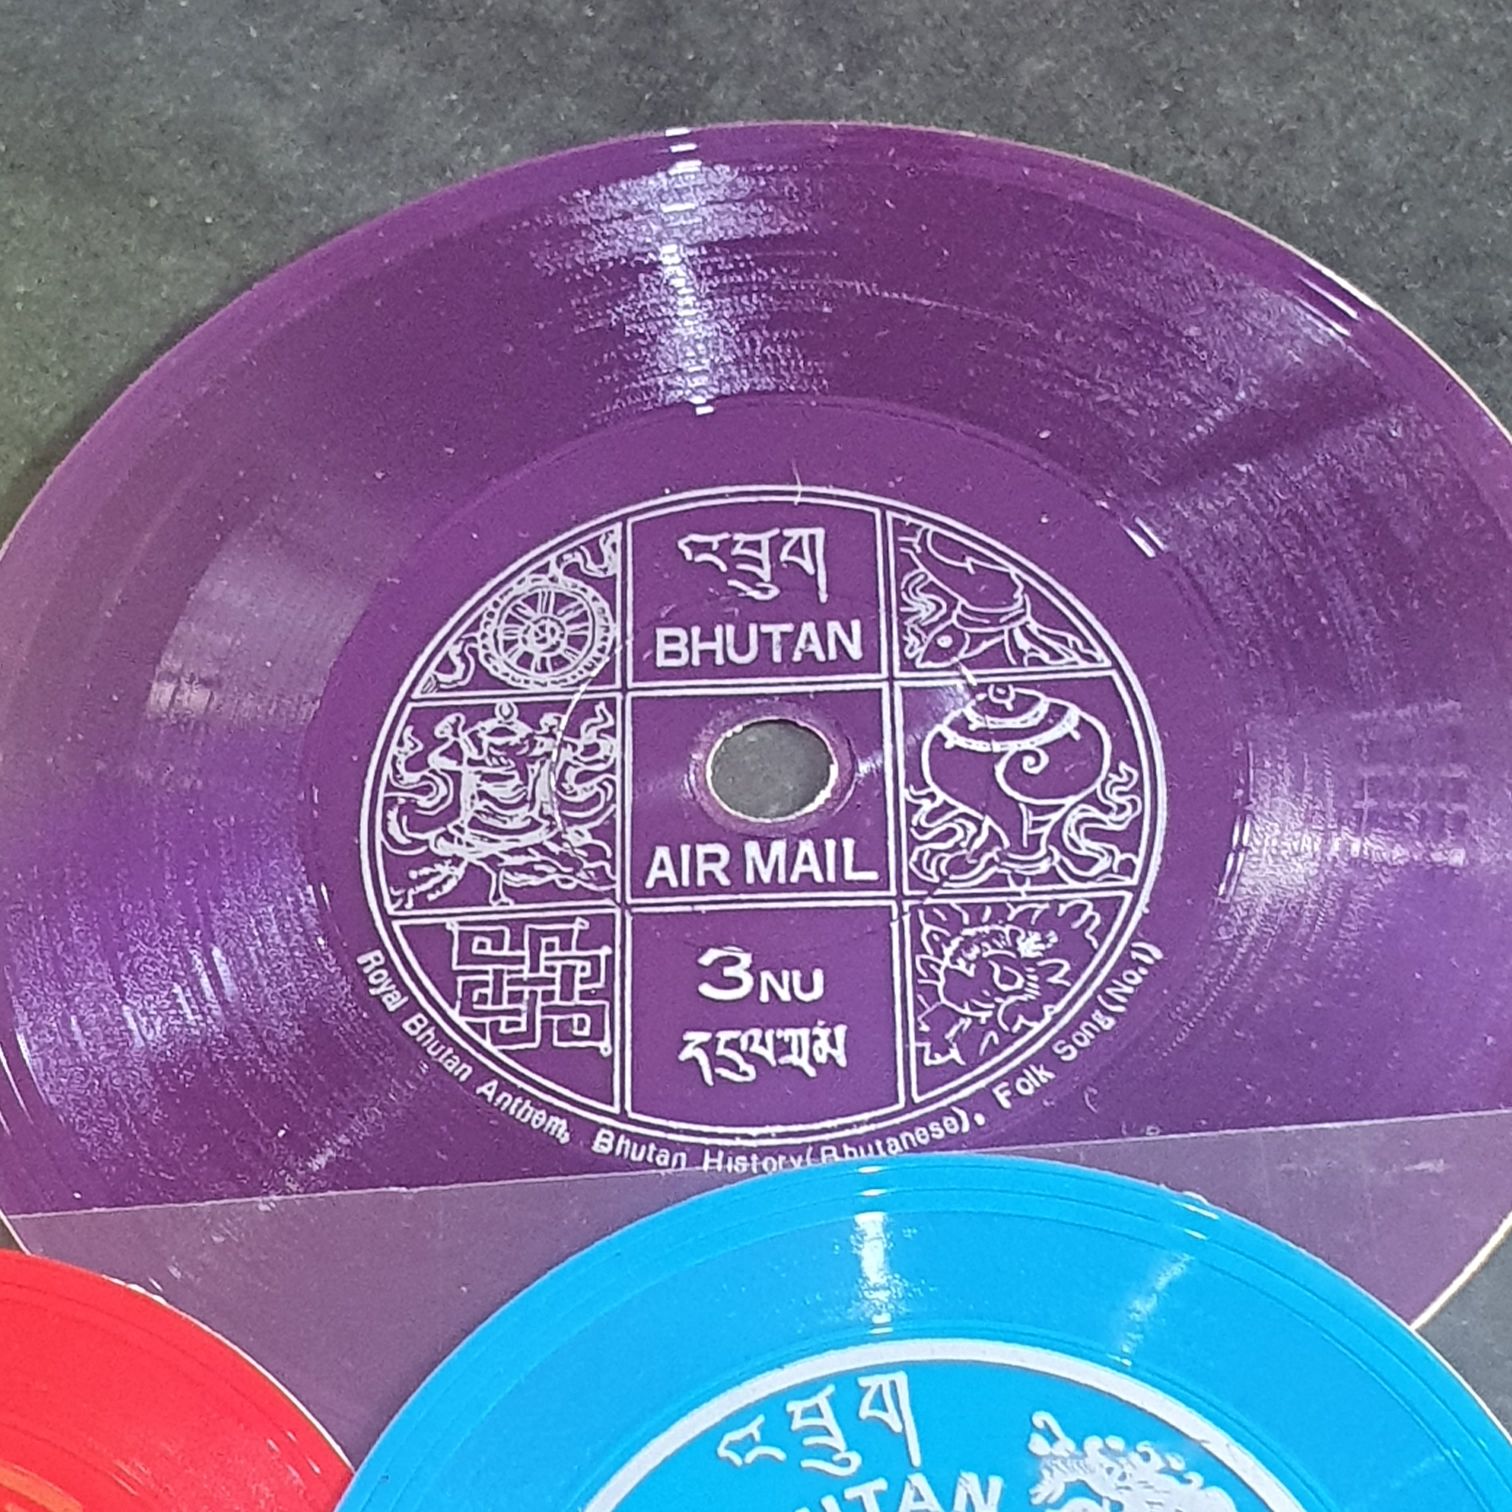 འབྲུག
BHUTAN
AIR MAIL
3NU
དངུལ་ཀྲམ
Royal Bhutan Anthem, Bhutan History(Bhutanese), Folk Song(No.1)
འབྲུག